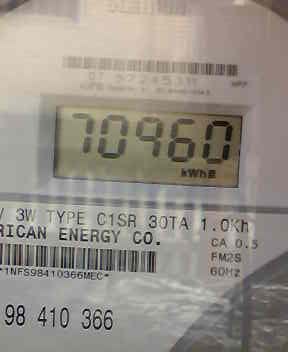 70960
kWh
/ 3W TYPE C1SR 30TA 1.0Kh
RICAN ENERGY CO.
CA 0.5
FM2S
60Hz
*1NFS98410366MEC*
98 410 366